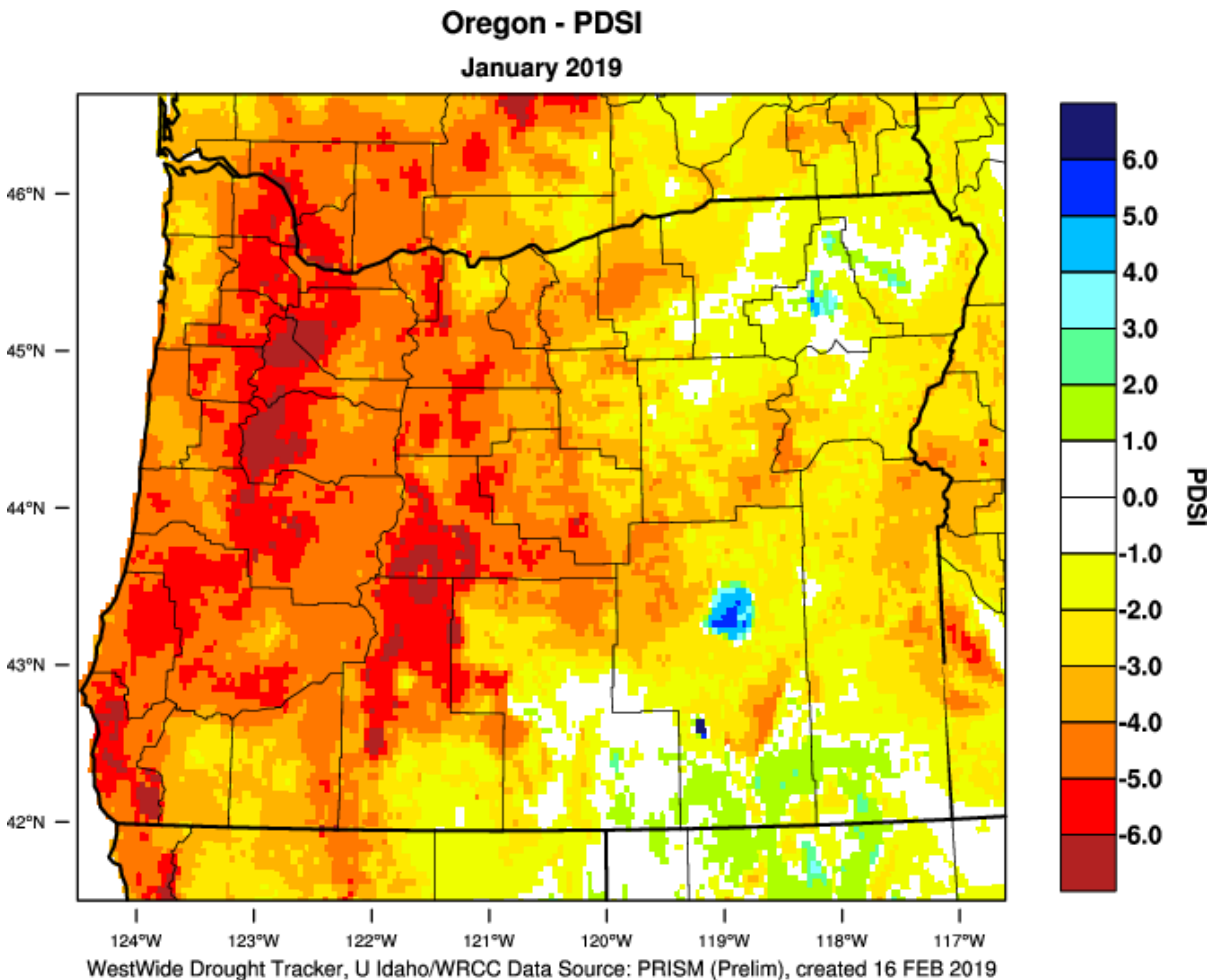 Oregon - PDSI
January 2019
46°N
45°N
44°N
43°N
42°N
124°W
123°W
122°W
121°W
120°W
119°W
118°W
117°W
6.0
5.0
4.0
3.0
2.0
1.0
0.0
-1.0
-2.0
-3.0
-4.0
-5.0
-6.0
PDSI
WestWide Drought Tracker, U Idaho/WRCC Data Source: PRISM (Prelim), created 16 FEB 2019